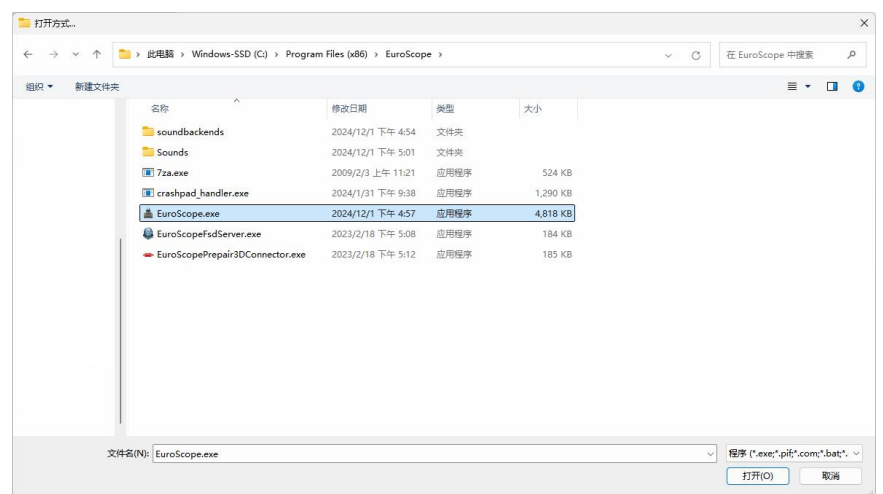 打开方式...
此电脑 › Windows-SSD (C:) › Program Files (x86) › EuroScope ›
在 EuroScope 中搜索
组织 新建文件夹
名称 修改日期 类型 大小
soundbackends 2024/12/1 下午 4:54 文件夹
Sounds 2024/12/1 下午 5:01 文件夹
7za.exe 2009/2/3 上午 11:21 应用程序 524 KB
crashpad_handler.exe 2024/1/31 下午 9:38 应用程序 1,290 KB
EuroScope.exe 2024/12/1 下午 4:57 应用程序 4,818 KB
EuroScopeFsdServer.exe 2023/2/18 下午 5:08 应用程序 184 KB
EuroScopePrepair3DConnector.exe 2023/2/18 下午 5:12 应用程序 185 KB
文件名(N): EuroScope.exe
程序 (*.exe;*.pif;*.com;*.bat;*.
打开(O) 取消